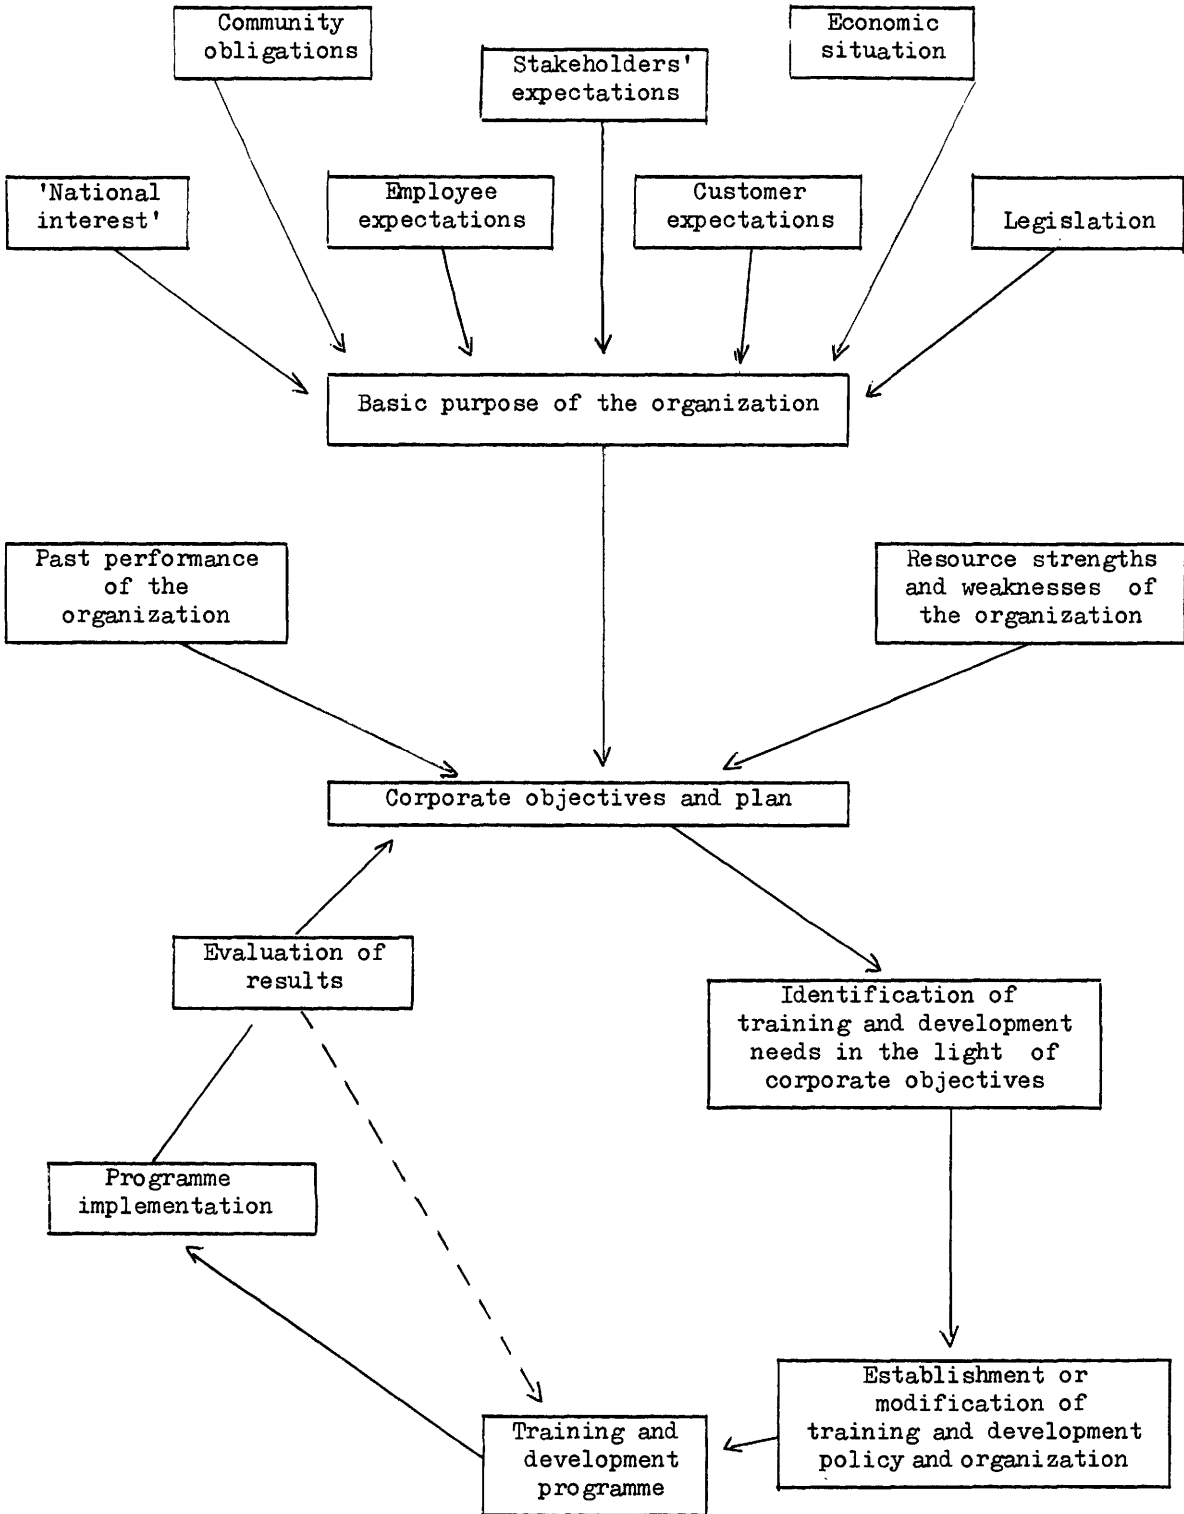 Community
obligations
Economic
situation
Stakeholders'
expectations
'National
interest'
Employee
expectations
Customer
expectations
Legislation
Basic purpose of the organization
Past performance
of the
organization
Resource strengths
and weaknesses of
the organization
Corporate objectives and plan
Evaluation of
results
Identification of
training and development
needs in the light of
corporate objectives
Programme
implementation
Establishment or
modification of
training and development
policy and organization
Training and
development
programme